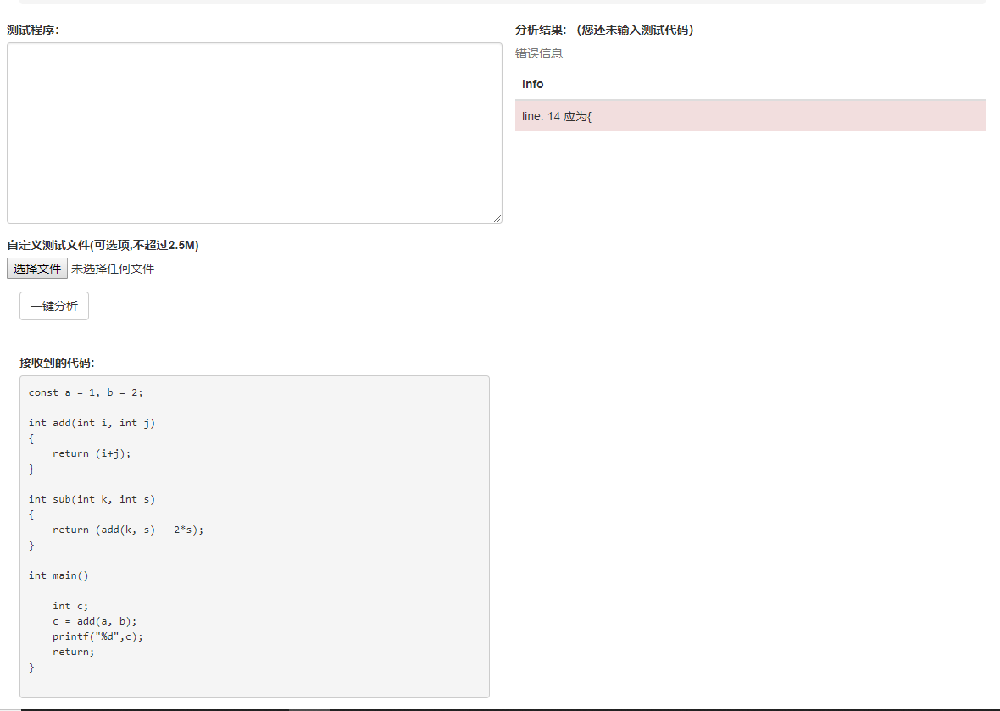 测试程序：
自定义测试文件(可选项,不超过2.5M)
选择文件 未选择任何文件
一键分析
接收到的代码:
const a = 1, b = 2;
int add(int i, int j)
{
    return (i+j);
}
int sub(int k, int s)
{
    return (add(k, s) - 2*s);
}
int main()
    int c;
    c = add(a, b);
    printf("%d",c);
    return;
}
分析结果: （您还未输入测试代码）
错误信息
Info
line: 14 应为{